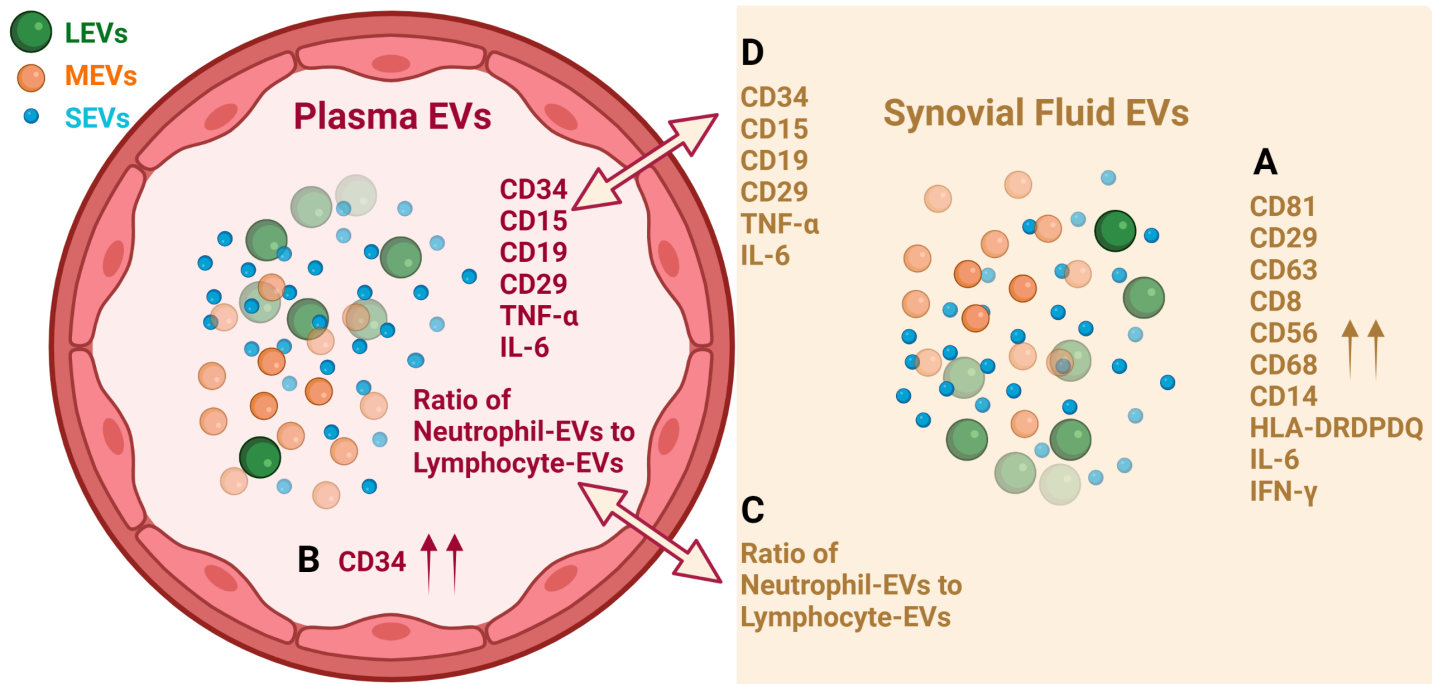 LEVs
MEVs
SEVs
Plasma EVs
CD34
CD15
CD19
CD29
TNF-α
IL-6
Ratio of
Neutrophil-EVs to
Lymphocyte-EVs
B CD34
D
CD34
CD15
CD19
CD29
TNF-α
IL-6
Synovial Fluid EVs
A
CD81
CD29
CD63
CD8
CD56
CD68
CD14
HLA-DRDPDQ
IL-6
IFN-γ
C
Ratio of
Neutrophil-EVs to
Lymphocyte-EVs